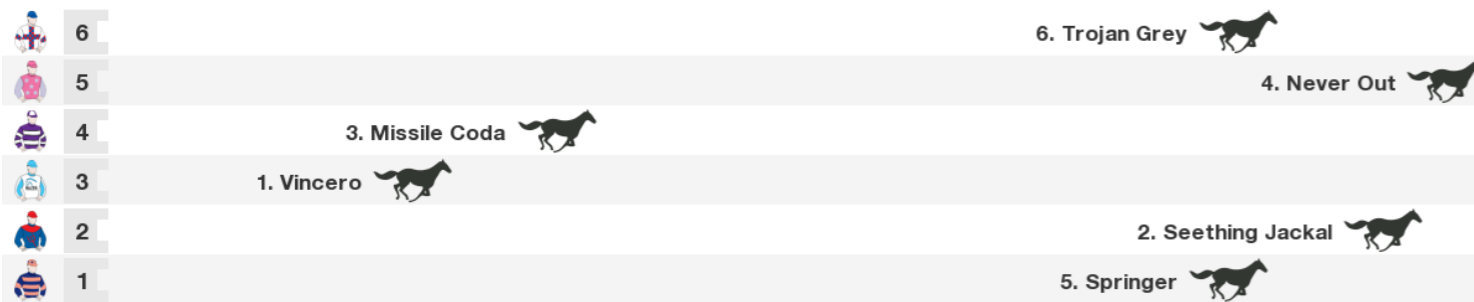 6 6. Trojan Grey
5 4. Never Out
4 3. Missile Coda
3 1. Vincero
2 2. Seething Jackal
1 5. Springer